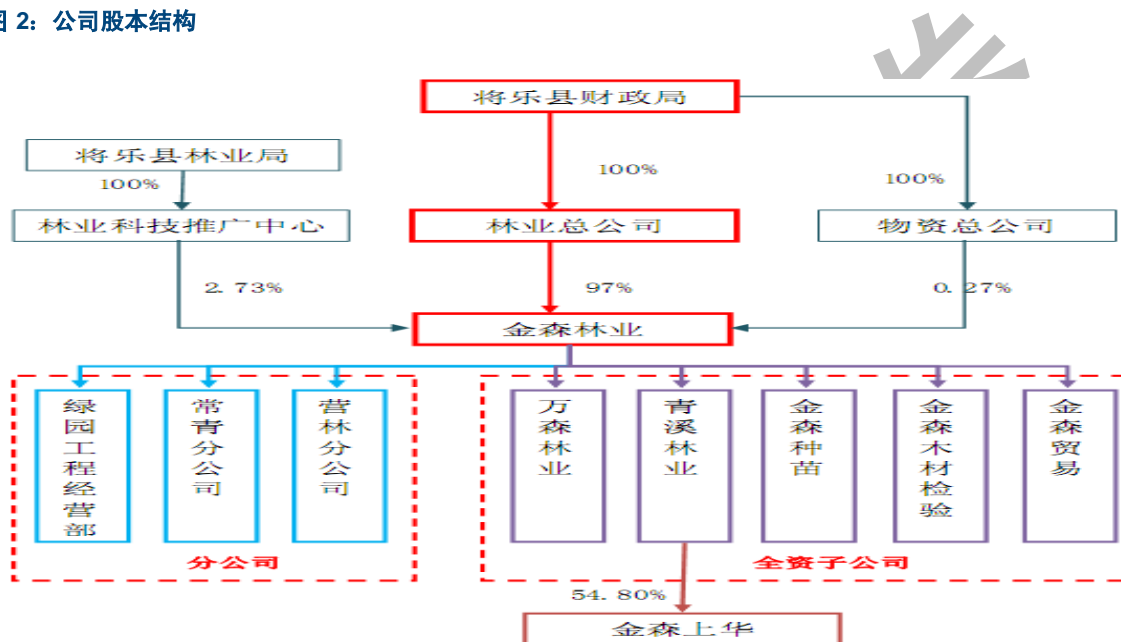 图 2：公司股本结构
将乐县财政局
将乐县林业局
100%
100%
100%
林业科技推广中心
林业总公司
物资总公司
2.73%
97%
0.27%
金森林业
绿园工程经营部
常青分公司
营林分公司
万森林业
青溪林业
金森种苗
金森木材检验
金森贸易
分公司
全资子公司
54.80%
金森上华